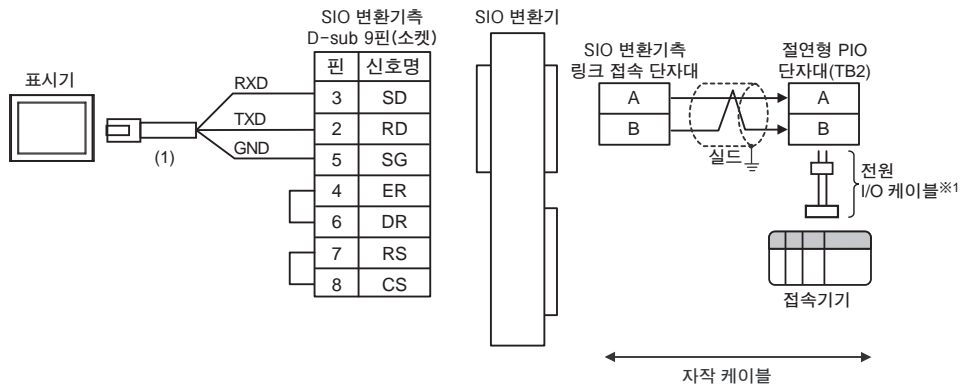 표시기
(1)
RXD
TXD
GND
SIO 변환기측
D-sub 9핀(소켓)
핀 신호명
3 SD
2 RD
5 SG
4 ER
6 DR
7 RS
8 CS
SIO 변환기
SIO 변환기측
링크 접속 단자대
A
B
실드
절연형 PIO
단자대(TB2)
A
B
전원
I/O 케이블※1
접속기기
자작 케이블